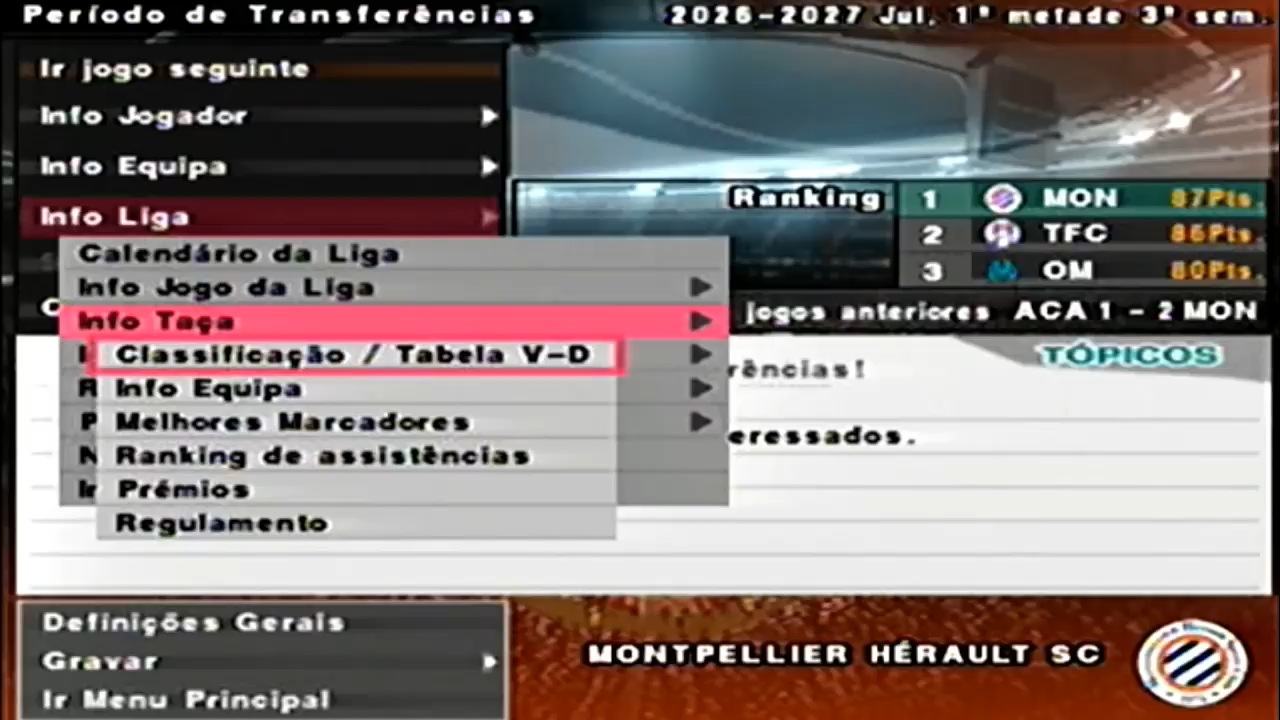 Período de Transferências
2026-2027 Jul, 1ª metade 3ª sem.
Ir jogo seguinte
Info Jogador
Info Equipa
Info Liga
Ranking
1 MON 87Pts.
2 TFC 86Pts.
3 OM 80Pts.
Calendário da Liga
Info Jogo da Liga
Info Taça
jogos anteriores ACA 1 - 2 MON
Classificação / Tabela V-D
rências!
TÓPICOS
Info Equipa
Melhores Marcadores
eressados.
Ranking de assistências
Prémios
Regulamento
Definições Gerais
Gravar
Ir Menu Principal
MONTPELLIER HÉRAULT SC